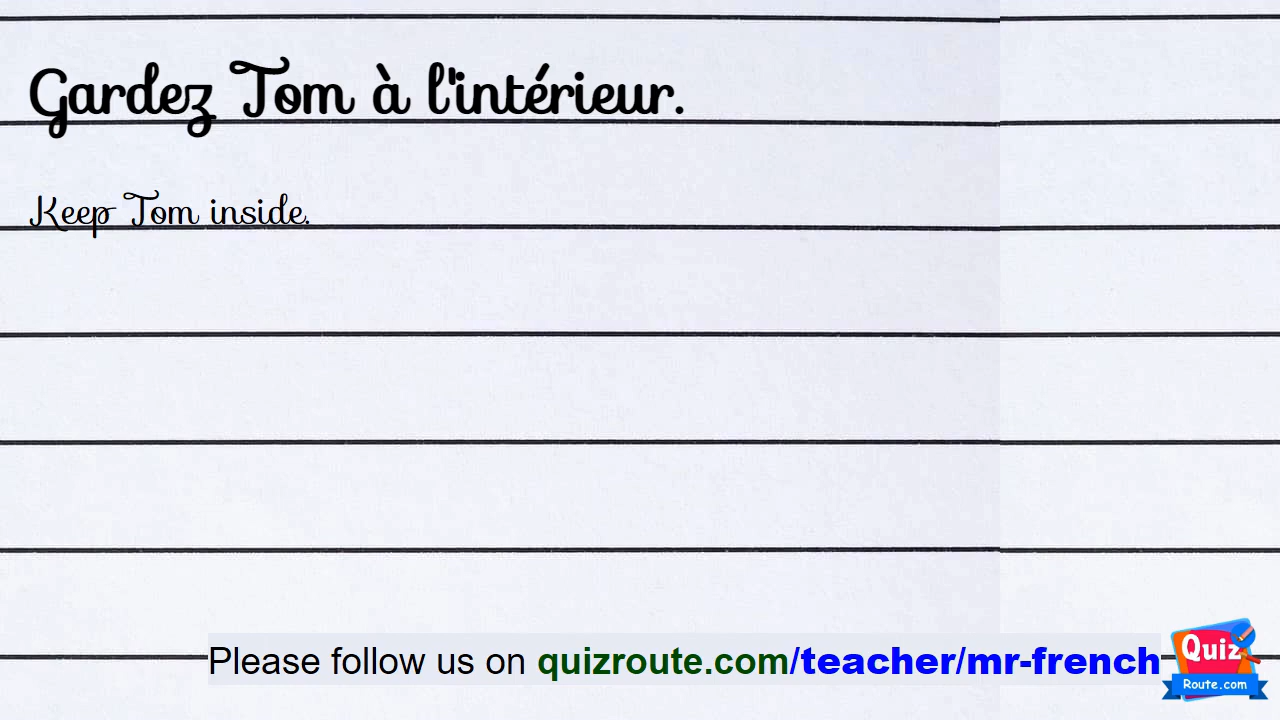 Gardez Tom à l'intérieur.
Keep Tom inside.
Please follow us on quizroute.com/teacher/mr-french
Quiz
Route.com